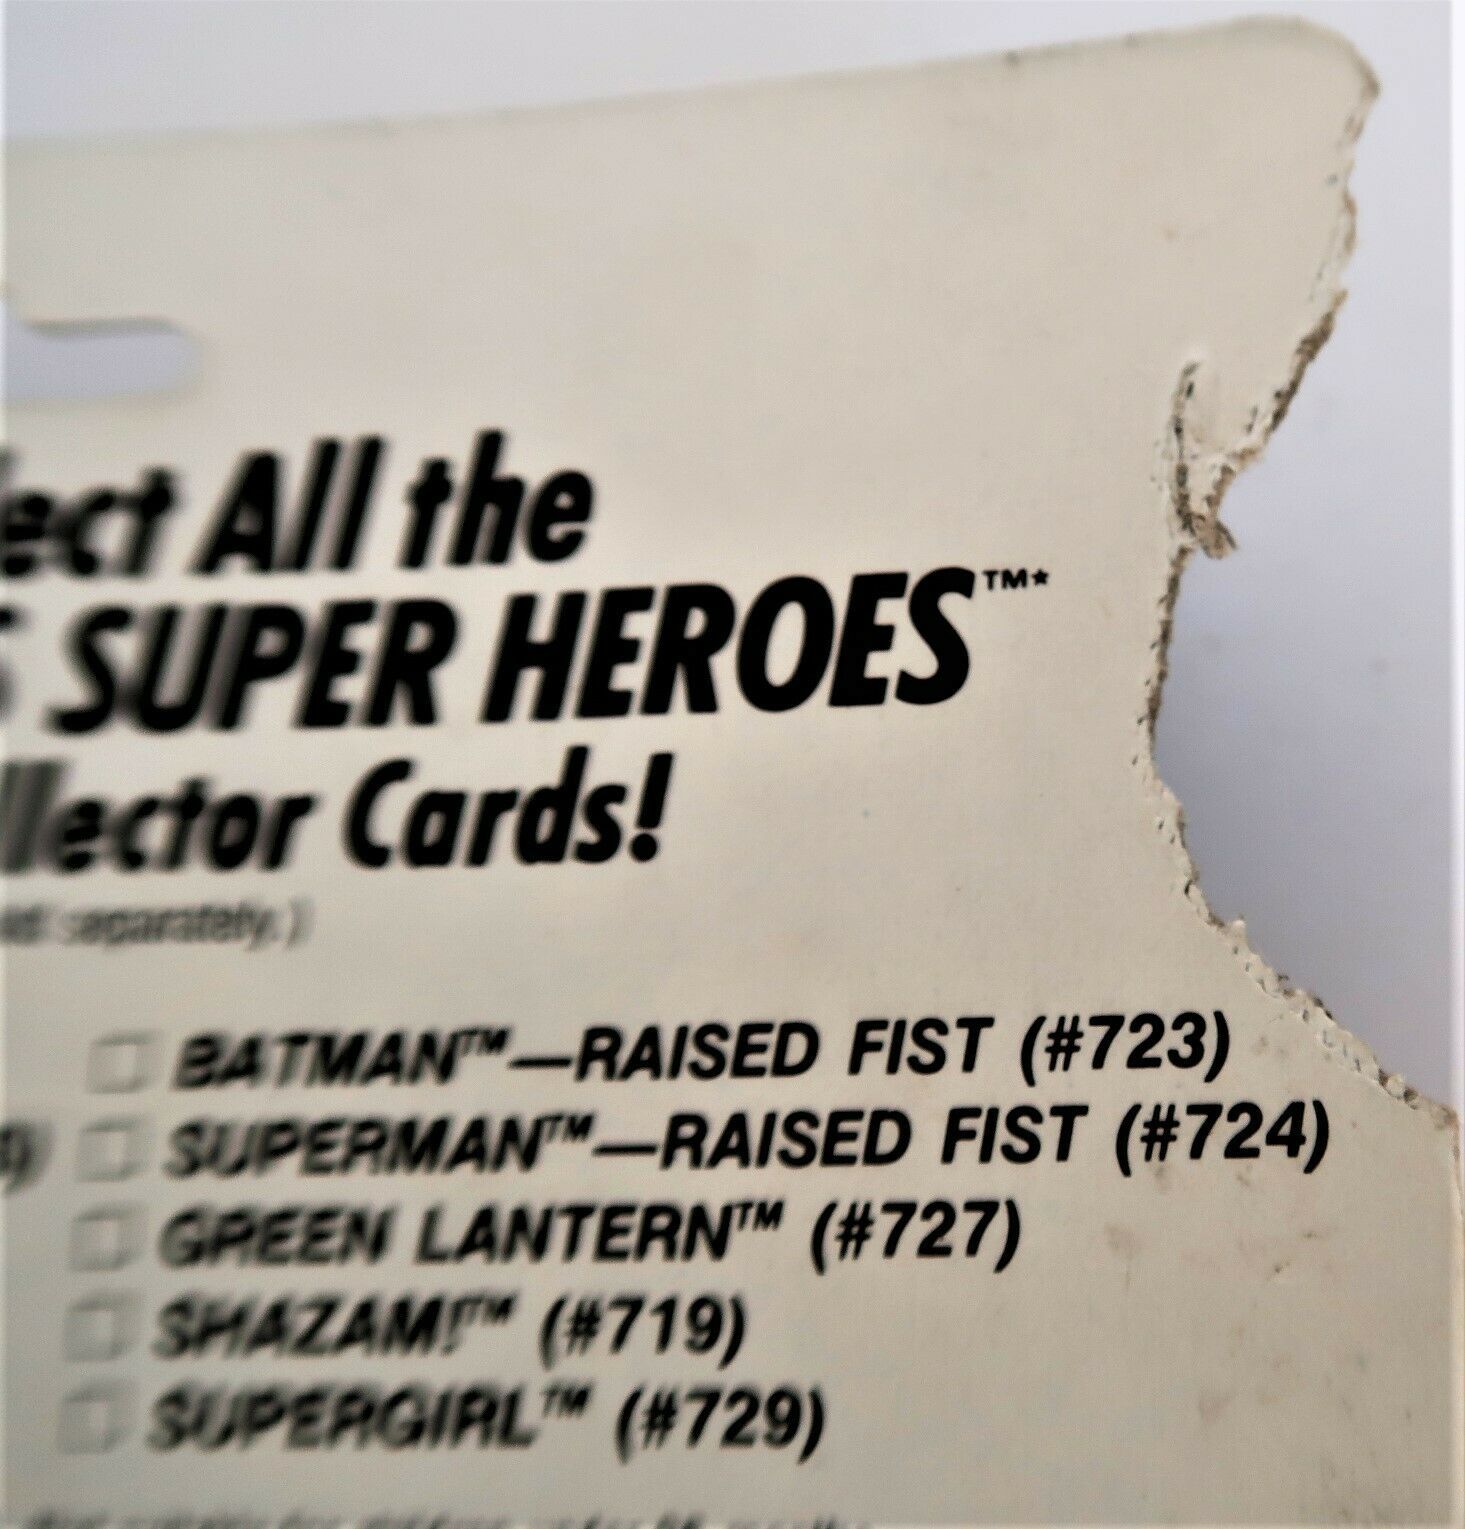 lect All the
SUPER HEROES™*
llector Cards!
separately.)
BATMAN™—RAISED FIST (#723)
SUPERMAN™—RAISED FIST (#724)
GREEN LANTERN™ (#727)
SHAZAM!™ (#719)
SUPERGIRL™ (#729)